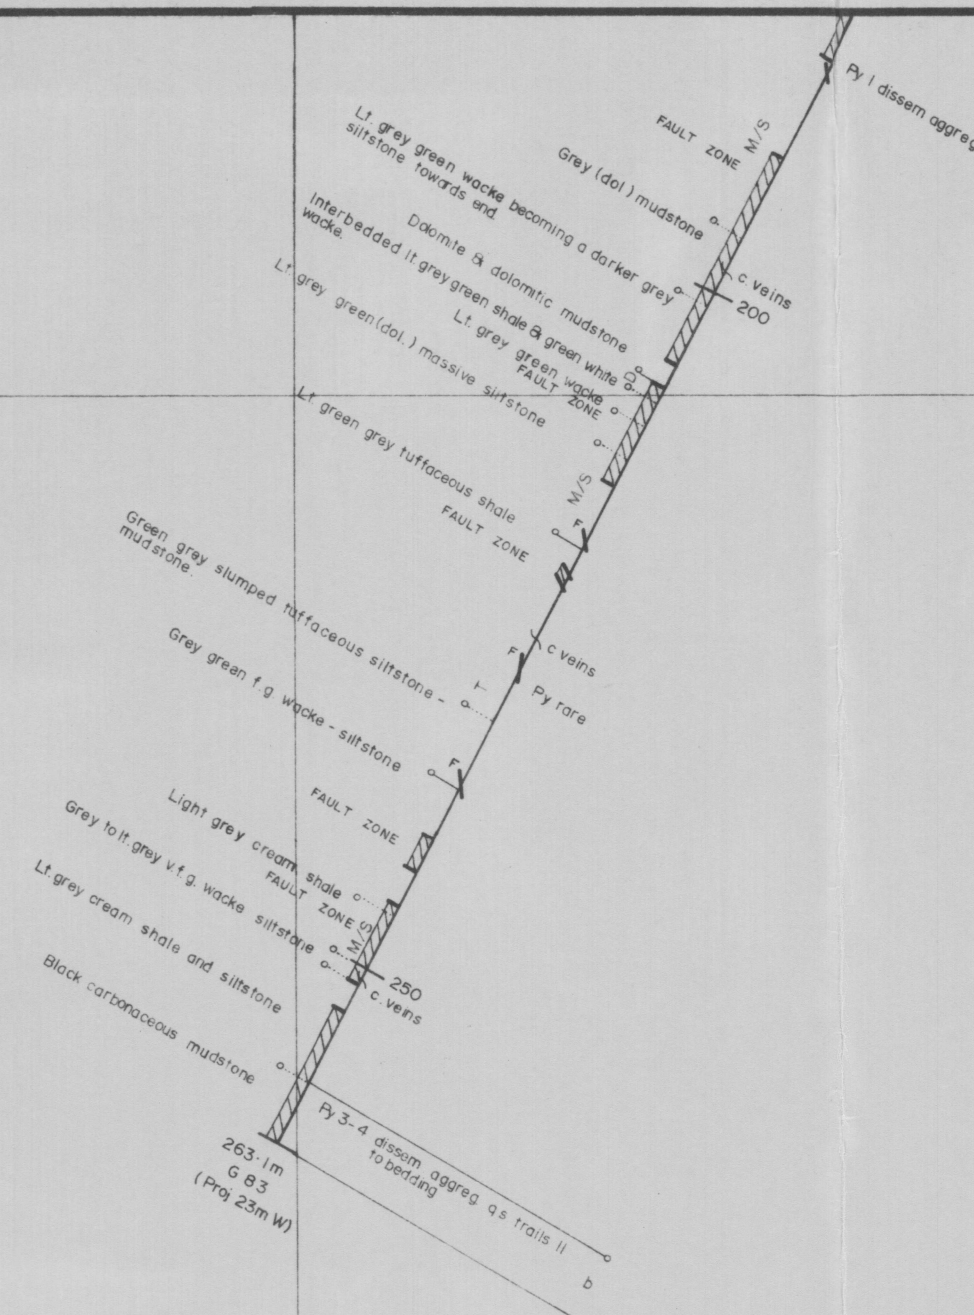 Py 1 dissem aggreg
FAULT ZONE
M/S
Grey (dol.) mudstone
Lt. grey green wacke becoming a darker grey
siltstone towards end.
c. veins
200
Dolomite & dolomitic mudstone
Interbedded lt. grey green shale & green white
wacke.
D
Lt. grey green wacke
FAULT ZONE
Lt. grey green (dol.) massive siltstone
M/S
Lt. green grey tuffaceous shale
F
FAULT ZONE
c veins
F
Py rare
Green grey slumped tuffaceous siltstone -
mudstone.
T
Grey green f.g. wacke - siltstone
F
FAULT ZONE
Light grey cream shale
FAULT ZONE
M/S
Grey to lt. grey v.f.g. wacke siltstone
250
c. veins
Lt. grey cream shale and siltstone
Black carbonaceous mudstone
Py 3-4 dissem, aggreg. q s trails ||
to bedding
b
263·1m
G 83
(Proj 23m W)